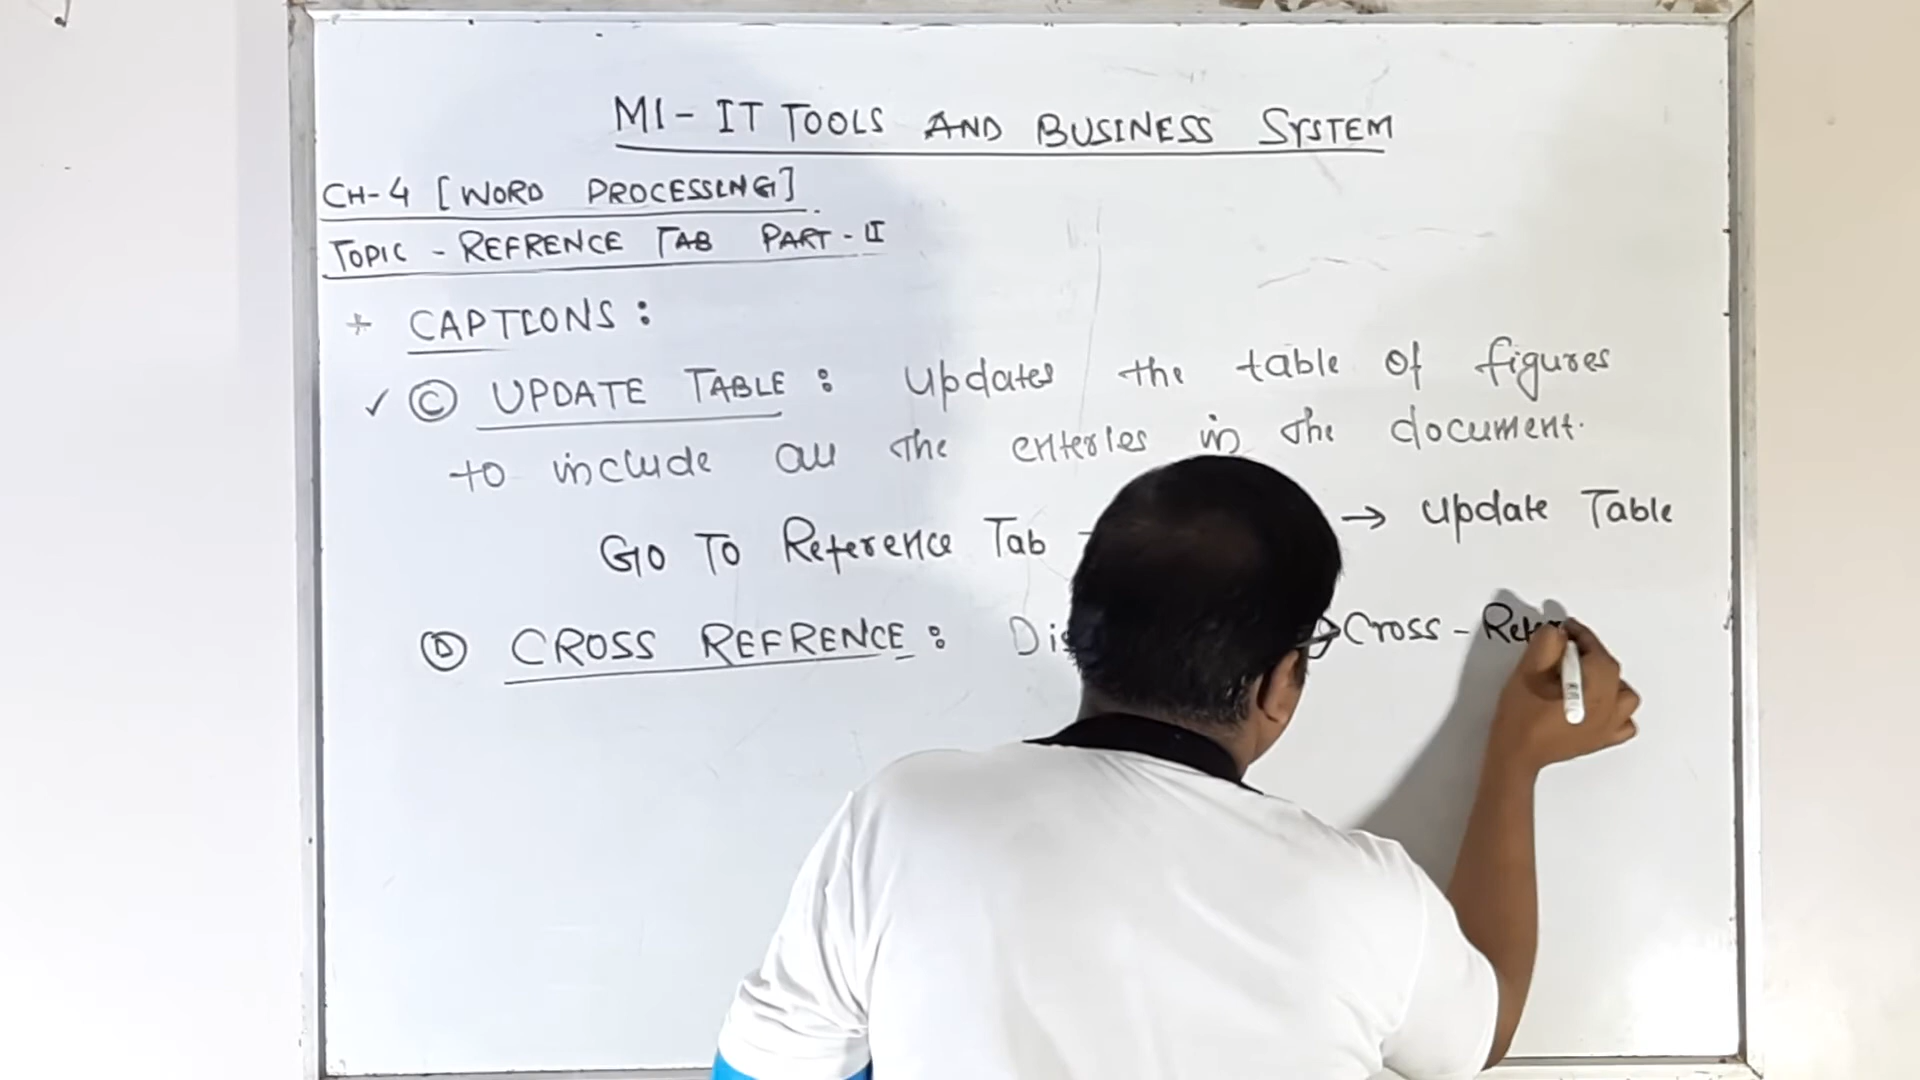 M1- IT TOOLS AND BUSINESS SYSTEM
CH-4 [WORD PROCESSING]
TOPIC - REFRENCE TAB PART-II
+ CAPTIONS :
✓ Ⓒ UPDATE TABLE : updates the table of figures
to include all the enteries in the document.
GO TO Reference Tab → update Table
Ⓓ CROSS REFRENCE : Cross-